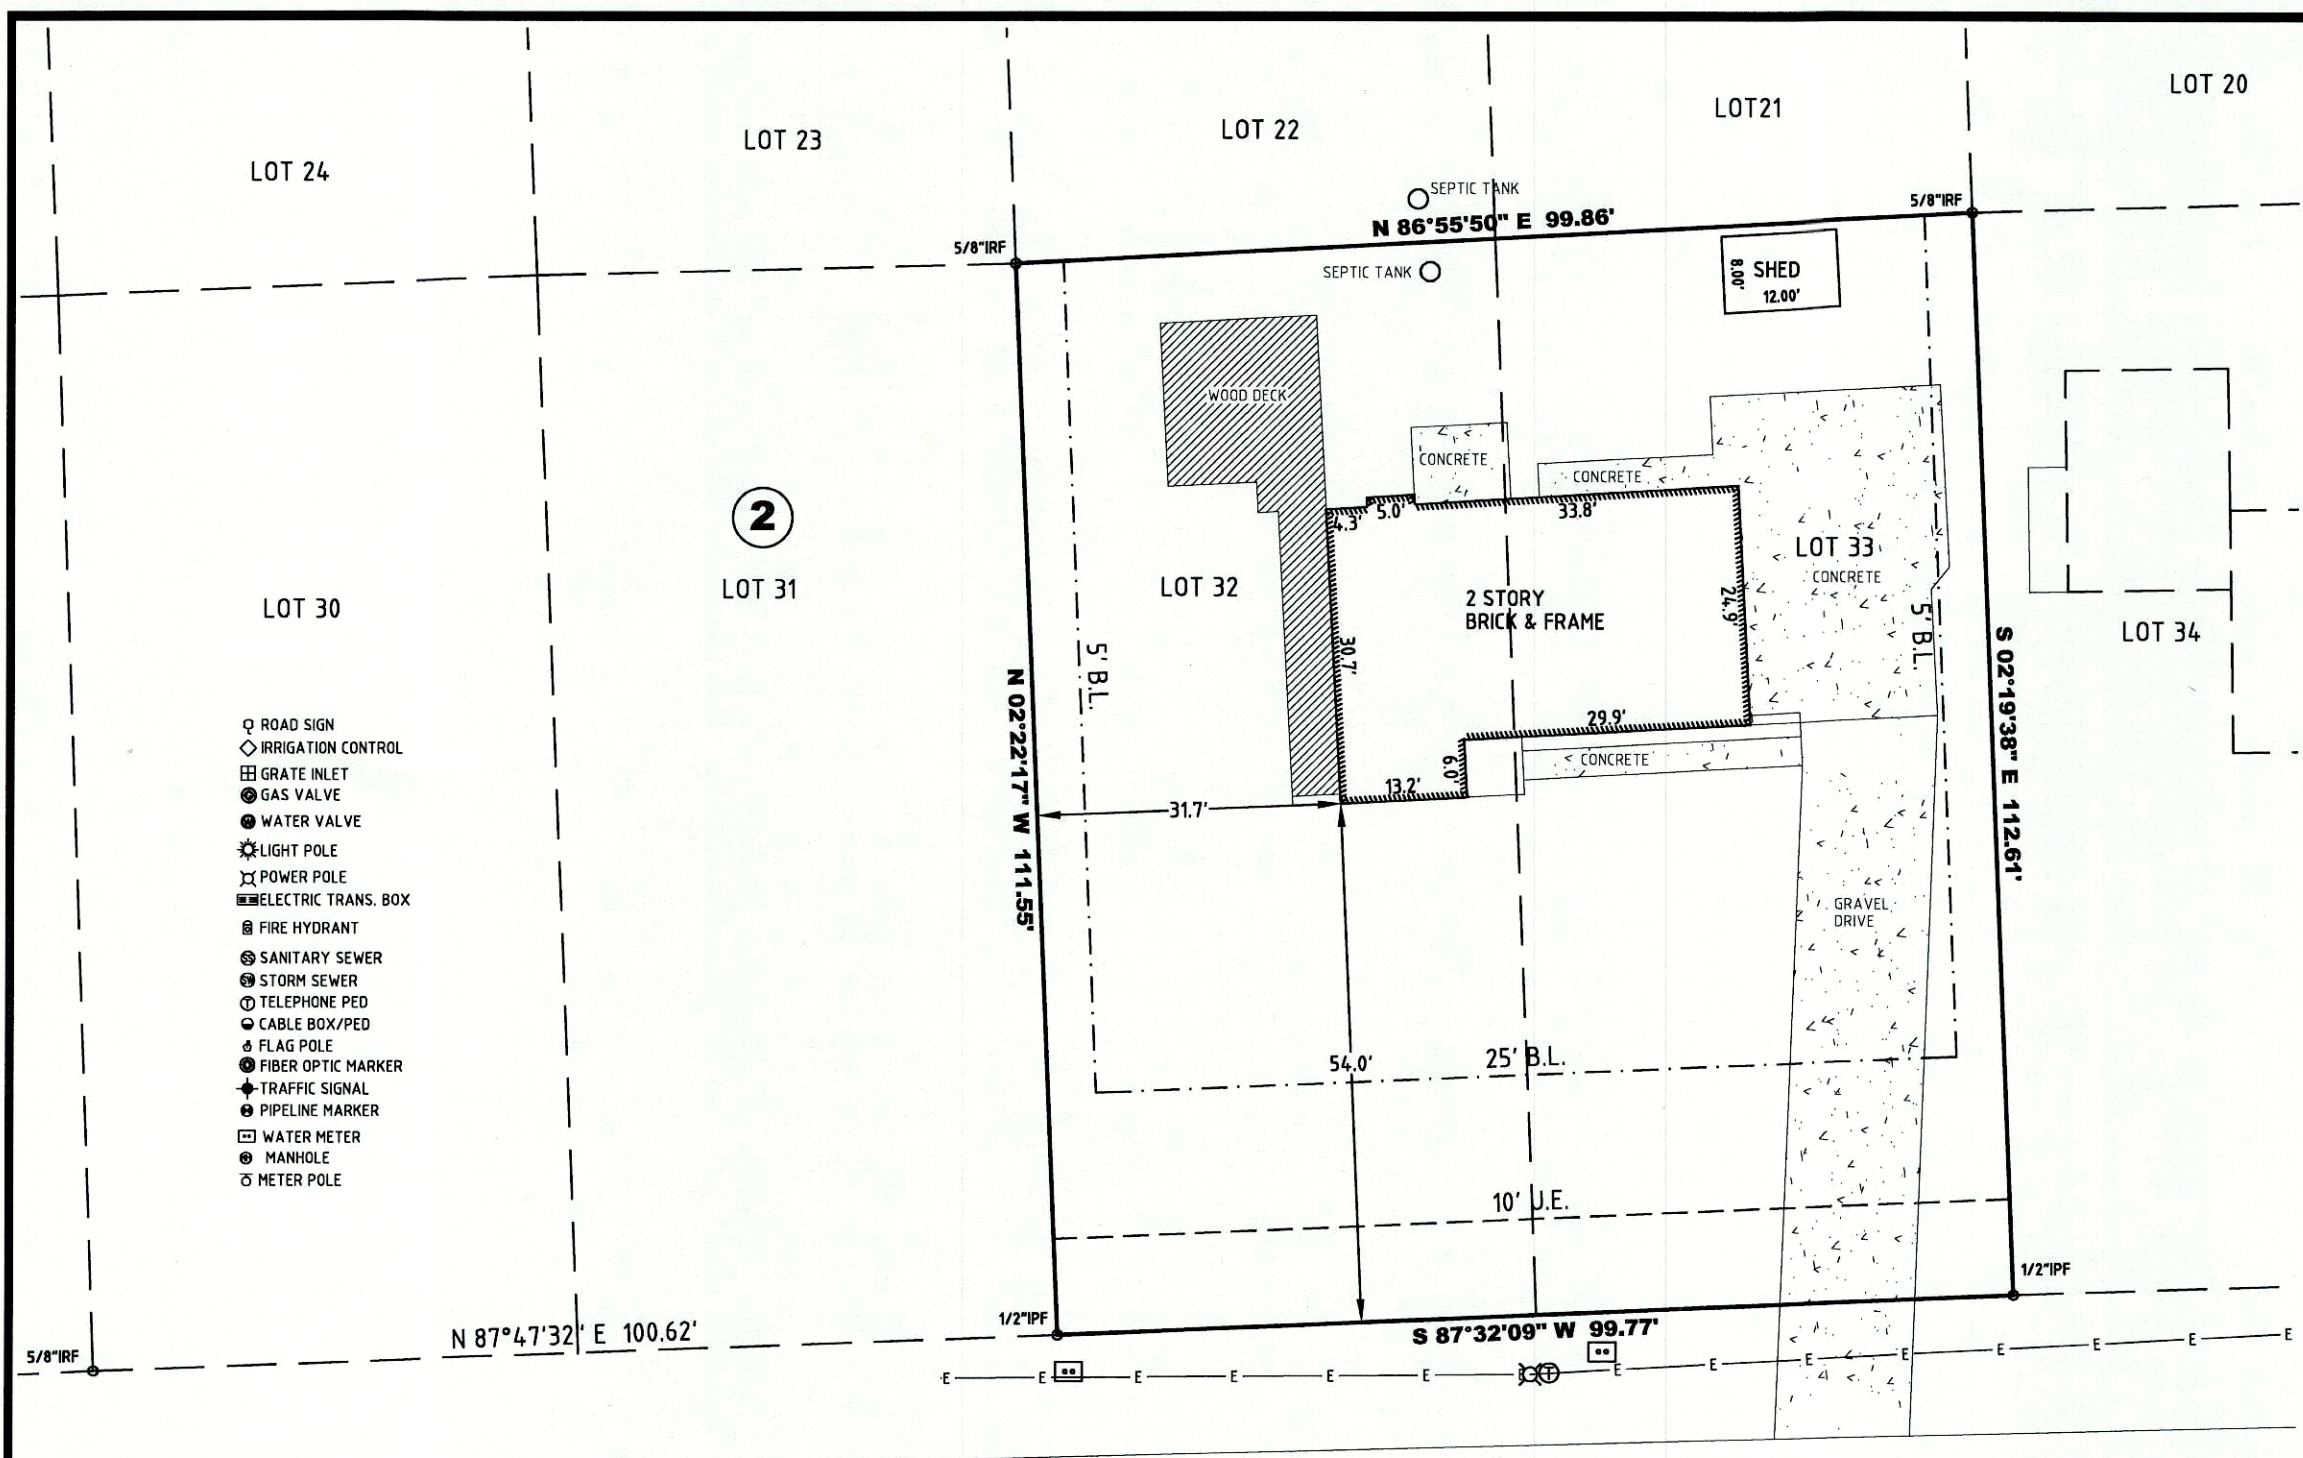 LOT 24
LOT 23
LOT 22
LOT21
LOT 20
SEPTIC TANK
5/8"IRF
N 86°55'50" E 99.86'
5/8"IRF
SEPTIC TANK
8.00'
SHED
12.00'
WOOD DECK
CONCRETE
CONCRETE
4.3'
5.0'
33.8'
2
LOT 30
LOT 31
LOT 32
2 STORY
BRICK & FRAME
24.9'
LOT 33
CONCRETE
5' B.L.
LOT 34
30.7'
5' B.L.
N 02°22'17" W 111.55'
S 02°19'38" E 112.61'
29.9'
6.0'
CONCRETE
13.2'
31.7'
ROAD SIGN
IRRIGATION CONTROL
GRATE INLET
GAS VALVE
WATER VALVE
LIGHT POLE
POWER POLE
ELECTRIC TRANS. BOX
FIRE HYDRANT
SANITARY SEWER
STORM SEWER
TELEPHONE PED
CABLE BOX/PED
FLAG POLE
FIBER OPTIC MARKER
TRAFFIC SIGNAL
PIPELINE MARKER
WATER METER
MANHOLE
METER POLE
GRAVEL
DRIVE
54.0'
25' B.L.
10' U.E.
1/2"IPF
1/2"IPF
5/8"IRF
N 87°47'32" E 100.62'
S 87°32'09" W 99.77'
E E E E E E E T E E E E E E E E